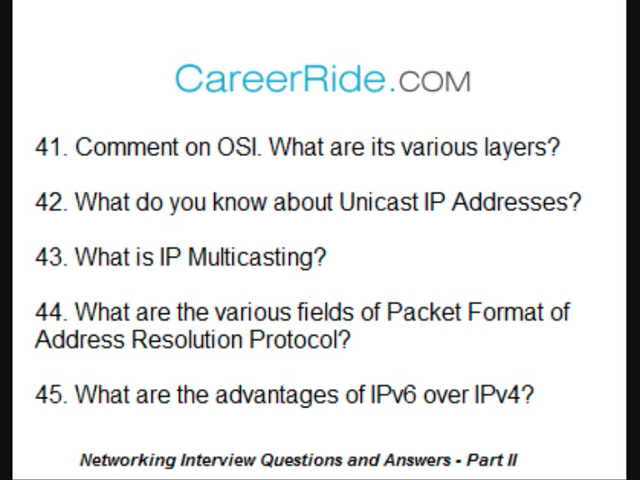 CareerRide.COM
41. Comment on OSI. What are its various layers?
42. What do you know about Unicast IP Addresses?
43. What is IP Multicasting?
44. What are the various fields of Packet Format of
Address Resolution Protocol?
45. What are the advantages of IPv6 over IPv4?
Networking Interview Questions and Answers - Part II